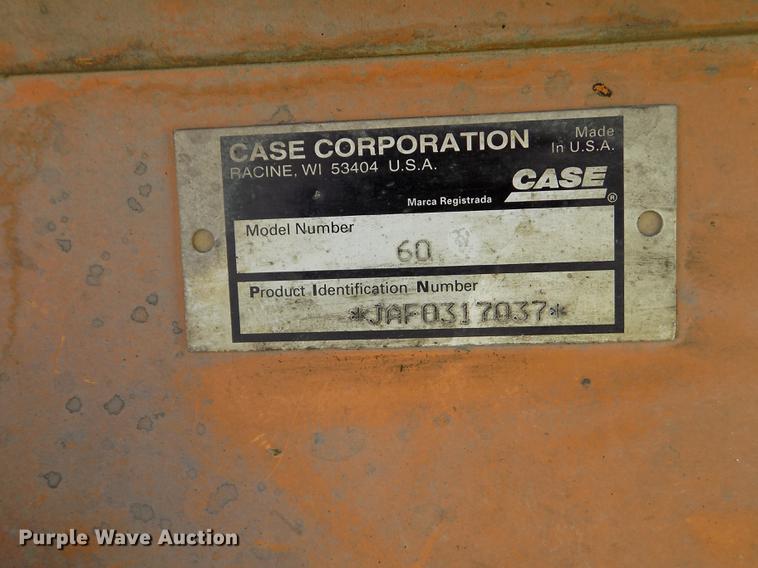 CASE CORPORATION
RACINE, WI 53404 U.S.A.
Made
In U.S.A.
Marca Registrada
CASE®
Model Number
60
Product Identification Number
*JAF0317037*
Purple Wave Auction